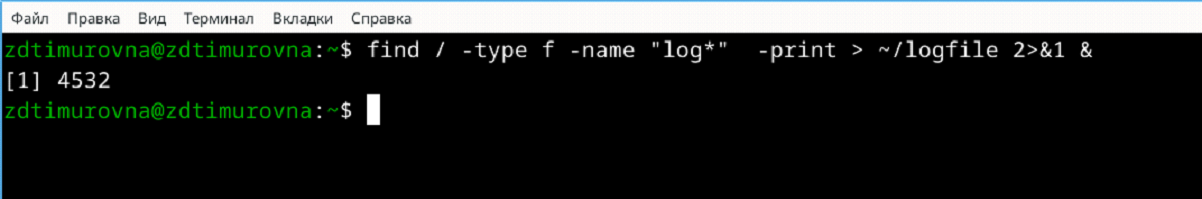 Файл Правка Вид Терминал Вкладки Справка
zdtimurovna@zdtimurovna:~$ find / -type f -name "log*"  -print > ~/logfile 2>&1 &
[1] 4532
zdtimurovna@zdtimurovna:~$